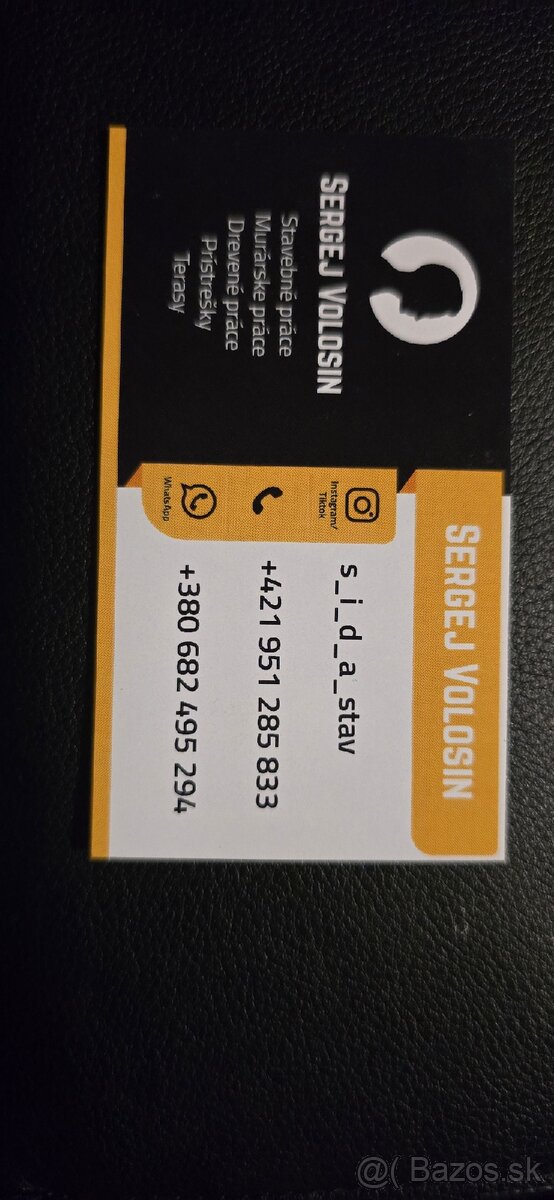 SERGEJ VOLOSIN
Stavebné práce
Murárske práce
Drevené práce
Prístrešky
Terasy
SERGEJ VOLOSIN
Instagram/
Tiktok
s_i_d_a_stav
+421 951 285 833
WhatsApp
+380 682 495 294
@( Bazos.sk